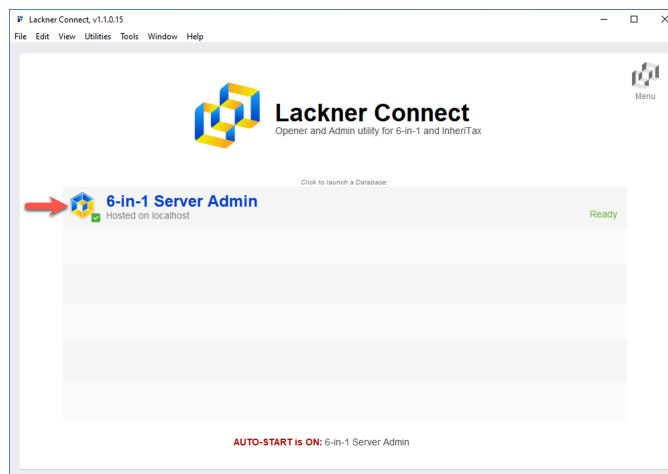 Lackner Connect, v1.1.0.15
File Edit View Utilities Tools Window Help
Menu
Lackner Connect
Opener and Admin utility for 6-in-1 and InheriTax
Click to launch a Database:
6-in-1 Server Admin
Hosted on localhost
Ready
AUTO-START is ON: 6-in-1 Server Admin